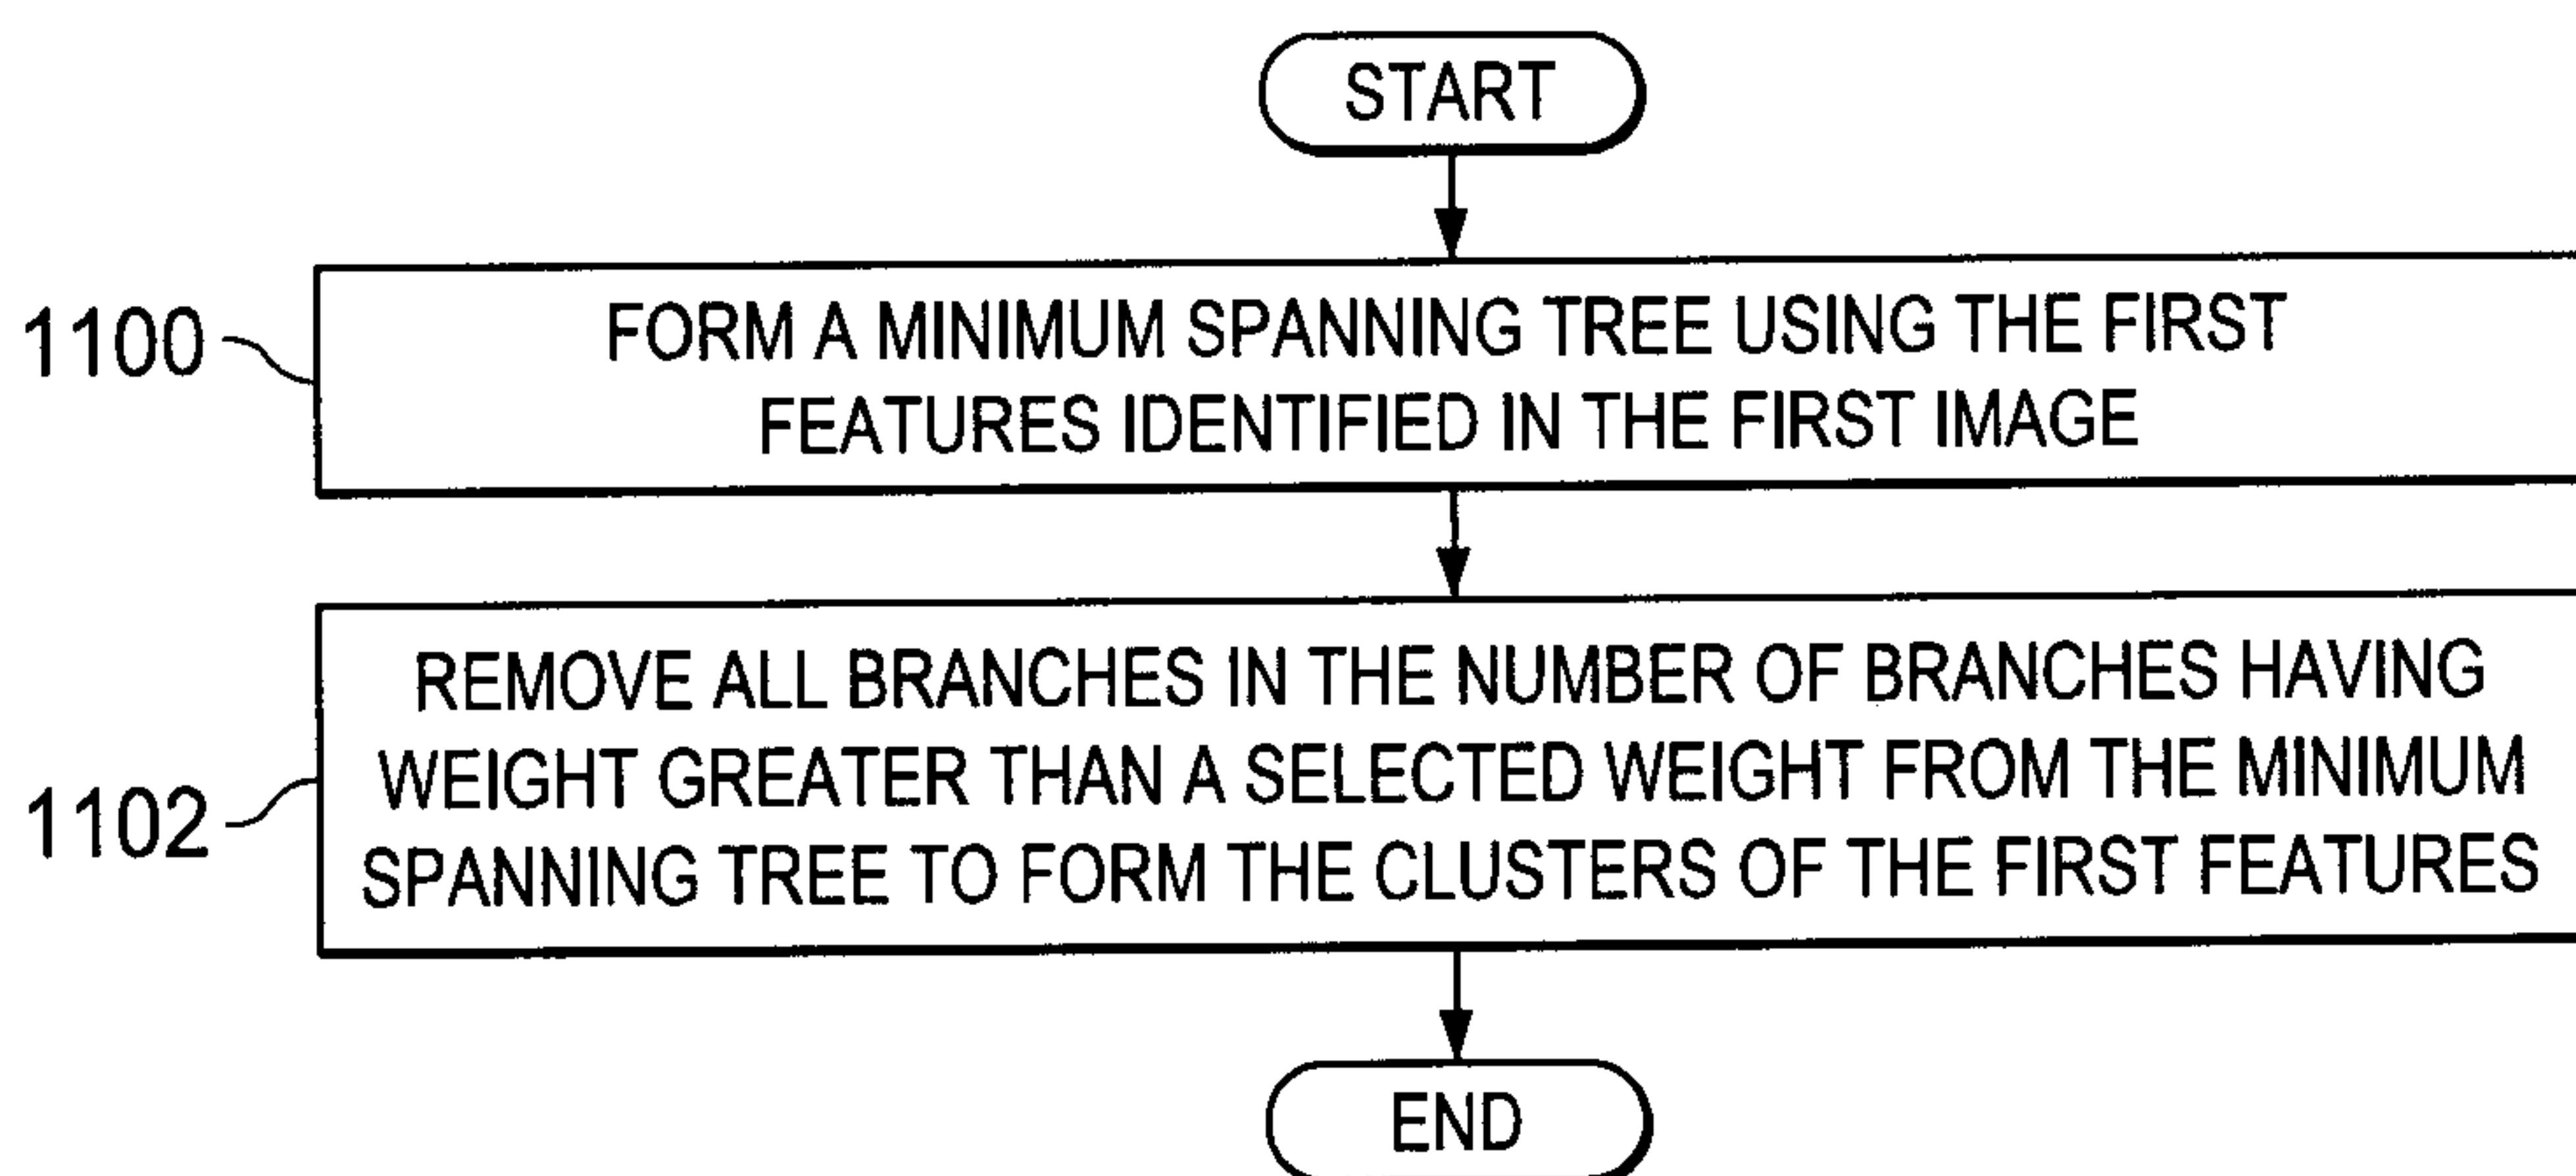 START
1100
FORM A MINIMUM SPANNING TREE USING THE FIRST
FEATURES IDENTIFIED IN THE FIRST IMAGE
1102
REMOVE ALL BRANCHES IN THE NUMBER OF BRANCHES HAVING
WEIGHT GREATER THAN A SELECTED WEIGHT FROM THE MINIMUM
SPANNING TREE TO FORM THE CLUSTERS OF THE FIRST FEATURES
END